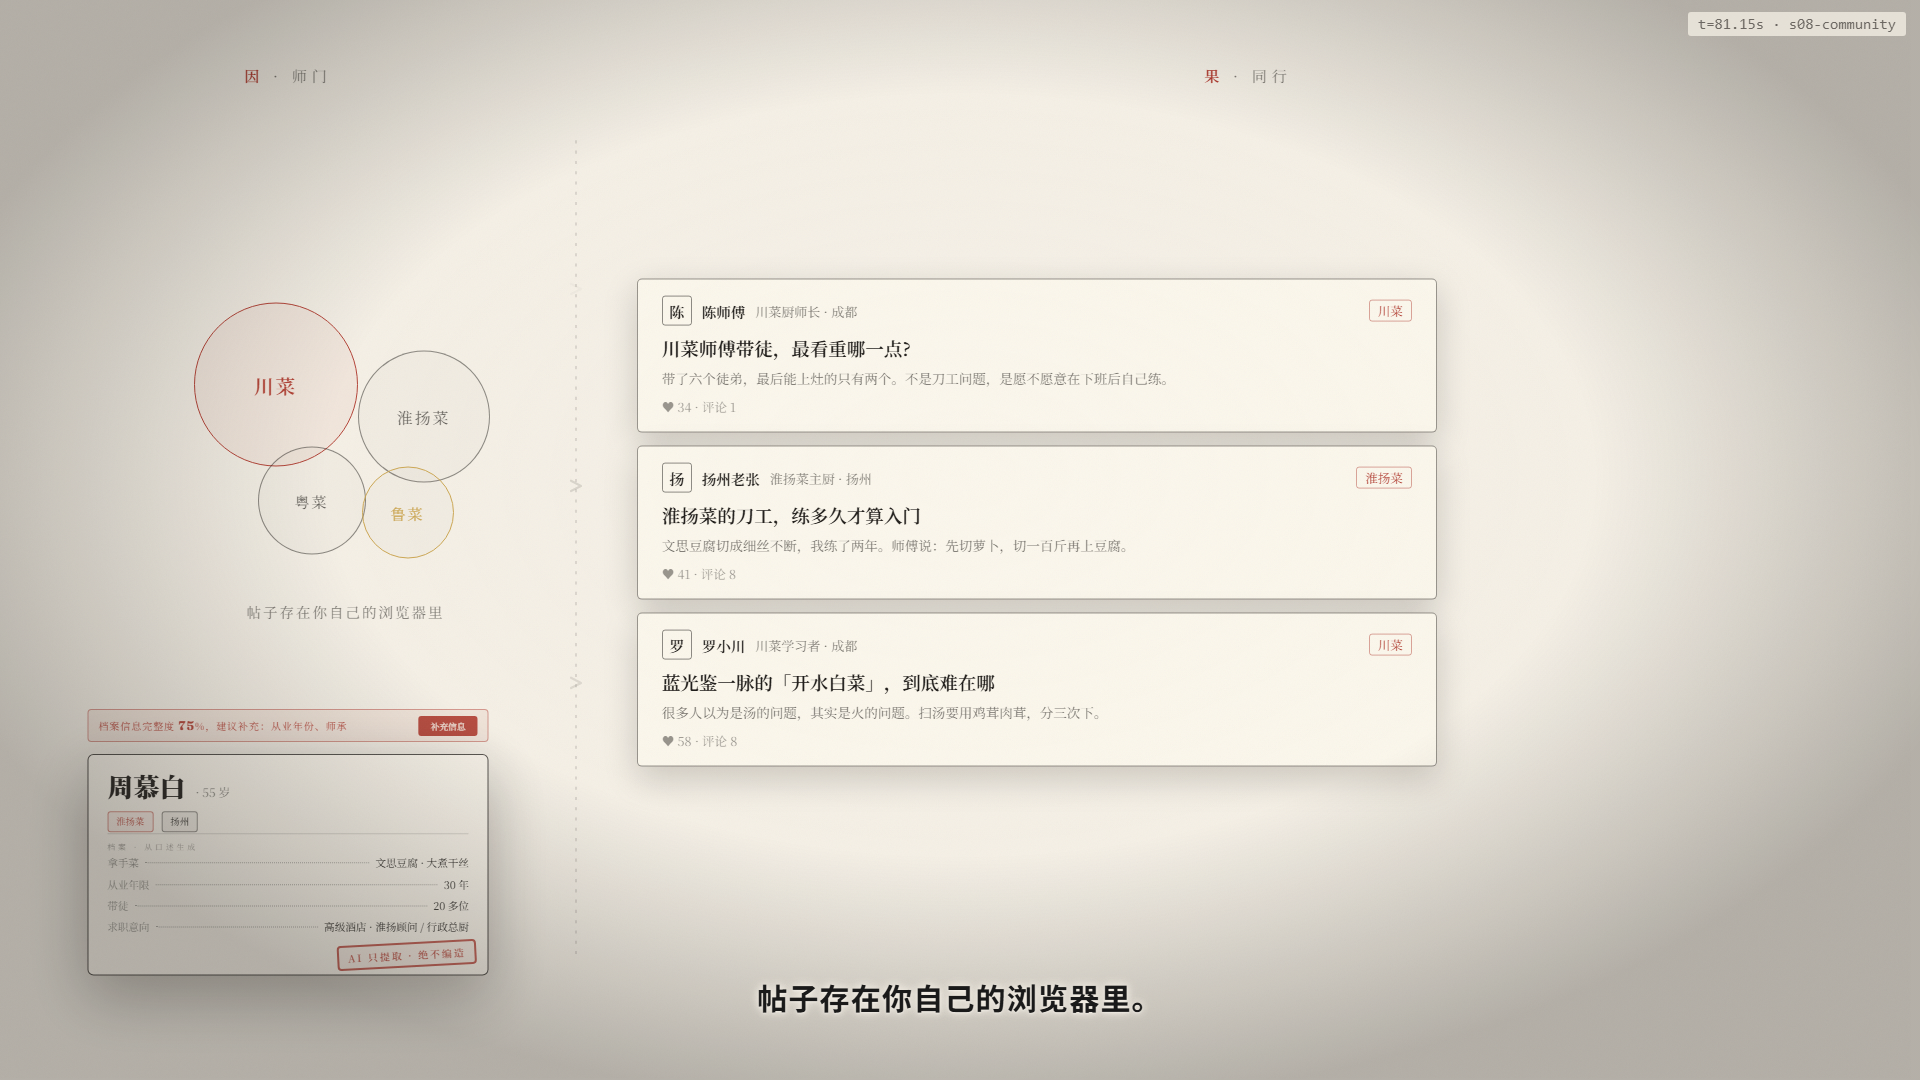 t=81.15s · s08-community
因 · 师门
果 · 同行
川菜
淮扬菜
粤菜
鲁菜
帖子存在你自己的浏览器里
档案信息完整度 75%，建议补充：从业年份、师承
补充信息
周慕白 · 55 岁
淮扬菜 扬州
档案 · 从口述生成
拿手菜 文思豆腐 · 大煮干丝
从业年限 30 年
带徒 20 多位
求职意向 高级酒店 · 淮扬顾问 / 行政总厨
AI 只提取 · 绝不编造
陈 陈师傅 川菜厨师长 · 成都 川菜
川菜师傅带徒，最看重哪一点?
带了六个徒弟，最后能上灶的只有两个。不是刀工问题，是愿不愿意在下班后自己练。
♥ 34 · 评论 1
扬 扬州老张 淮扬菜主厨 · 扬州 淮扬菜
淮扬菜的刀工，练多久才算入门
文思豆腐切成细丝不断，我练了两年。师傅说：先切萝卜，切一百斤再上豆腐。
♥ 41 · 评论 8
罗 罗小川 川菜学习者 · 成都 川菜
蓝光鉴一脉的「开水白菜」，到底难在哪
很多人以为是汤的问题，其实是火的问题。扫汤要用鸡茸肉茸，分三次下。
♥ 58 · 评论 8
帖子存在你自己的浏览器里。